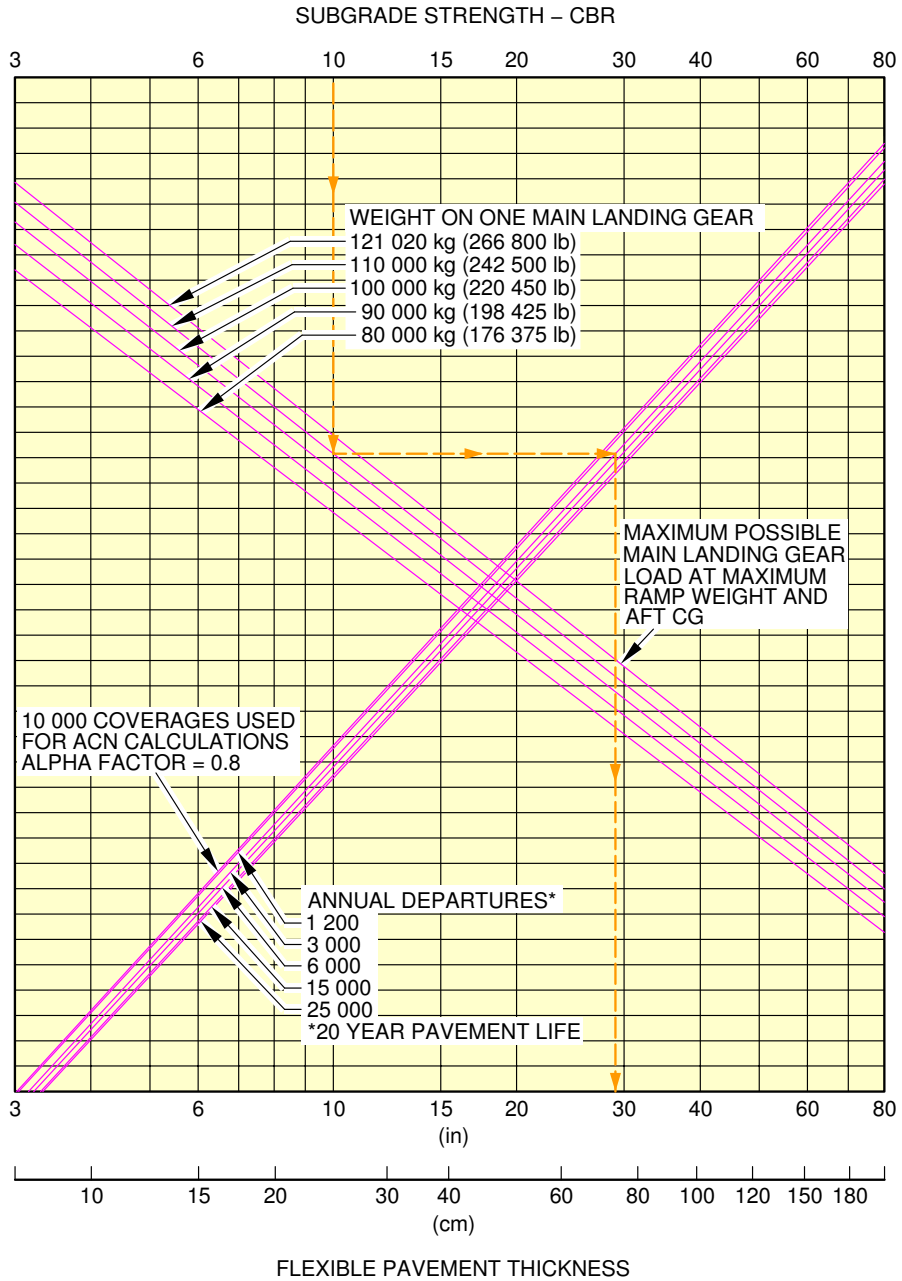 SUBGRADE STRENGTH – CBR
3 6 10 15 20 30 40 60 80
WEIGHT ON ONE MAIN LANDING GEAR
121 020 kg (266 800 lb)
110 000 kg (242 500 lb)
100 000 kg (220 450 lb)
90 000 kg (198 425 lb)
80 000 kg (176 375 lb)
MAXIMUM POSSIBLE
MAIN LANDING GEAR
LOAD AT MAXIMUM
RAMP WEIGHT AND
AFT CG
10 000 COVERAGES USED
FOR ACN CALCULATIONS
ALPHA FACTOR = 0.8
ANNUAL DEPARTURES*
1 200
3 000
6 000
15 000
25 000
*20 YEAR PAVEMENT LIFE
3 6 10 15 20 30 40 60 80
(in)
10 15 20 30 40 60 80 100 120 150 180
(cm)
FLEXIBLE PAVEMENT THICKNESS